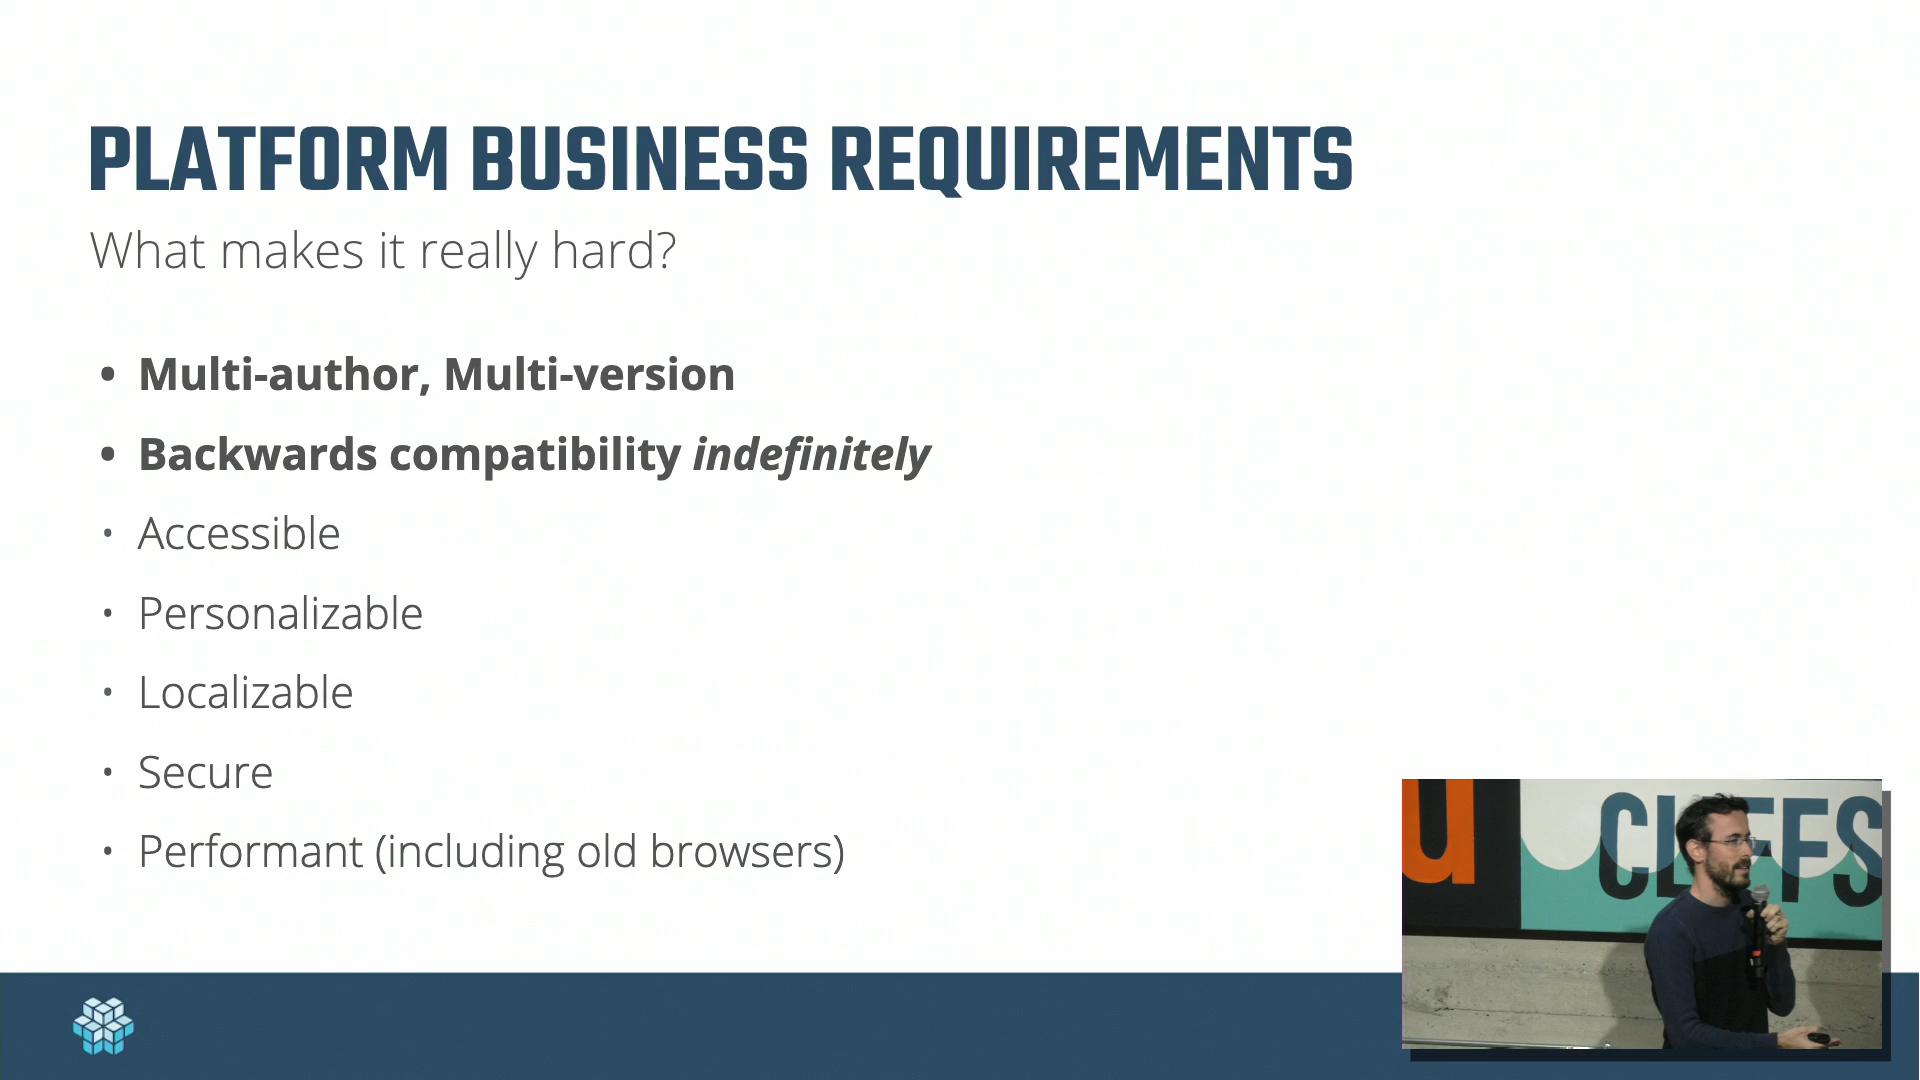 PLATFORM BUSINESS REQUIREMENTS
What makes it really hard?
• Multi-author, Multi-version
• Backwards compatibility indefinitely
• Accessible
• Personalizable
• Localizable
• Secure
• Performant (including old browsers)
u